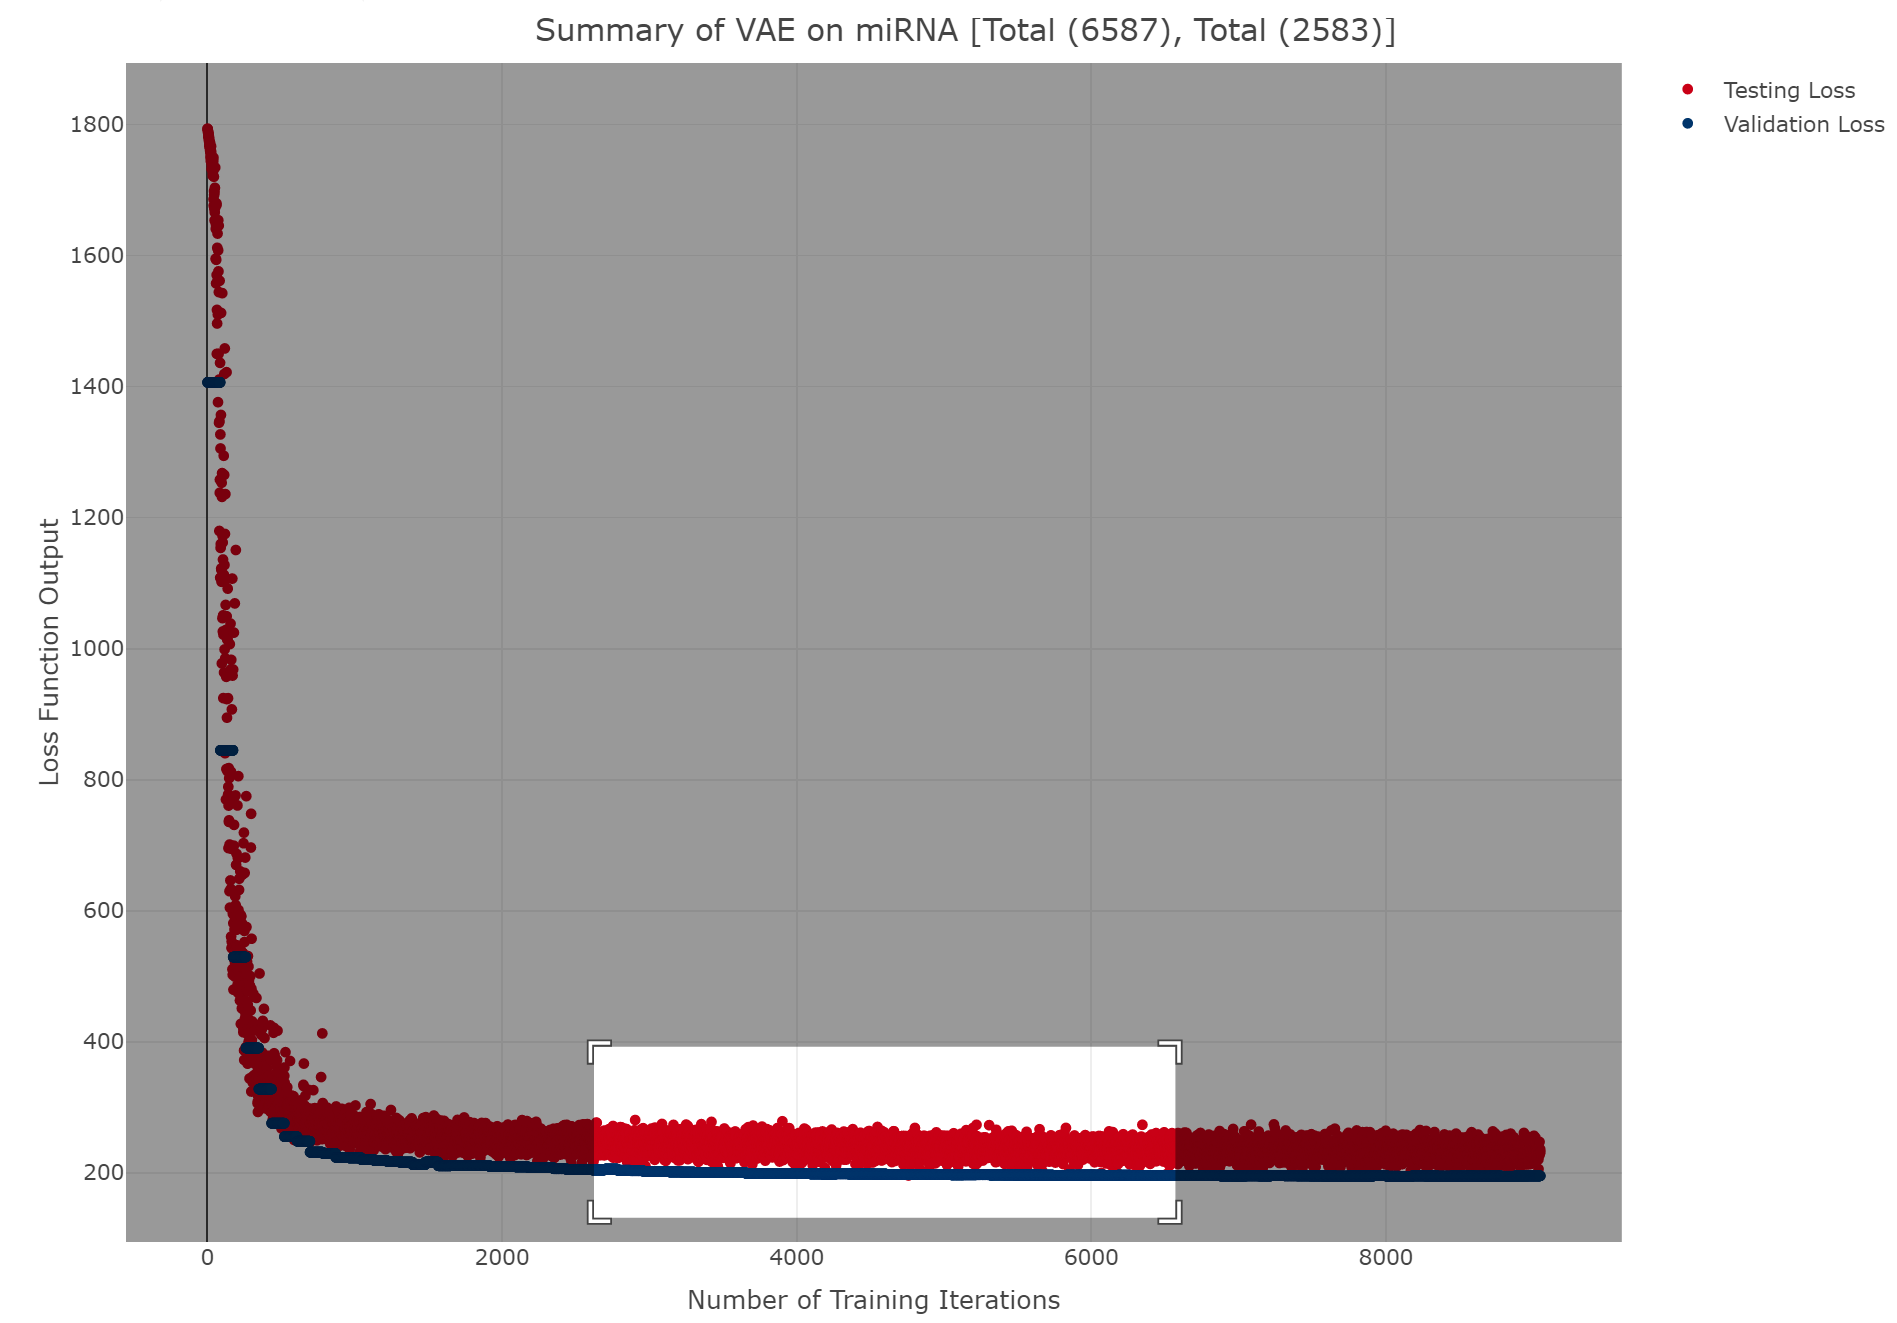 Summary of VAE on miRNA [Total (6587), Total (2583)]
Testing Loss
Validation Loss
Loss Function Output
1800
1600
1400
1200
1000
800
600
400
200
0
2000
4000
6000
8000
Number of Training Iterations